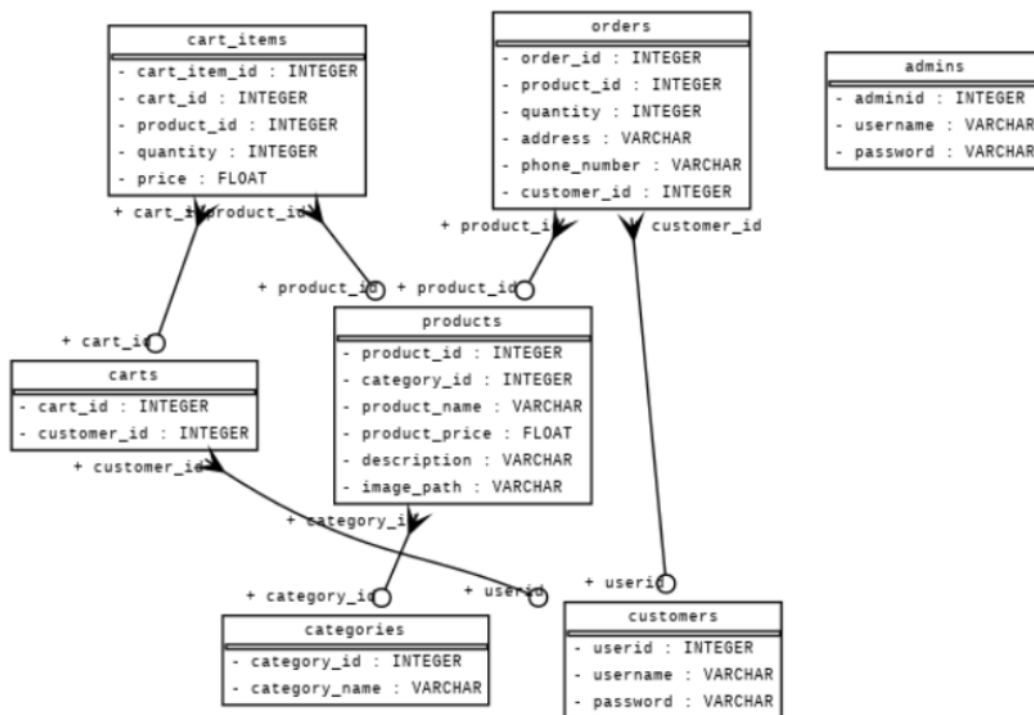 cart_items
- cart_item_id : INTEGER
- cart_id : INTEGER
- product_id : INTEGER
- quantity : INTEGER
- price : FLOAT
orders
- order_id : INTEGER
- product_id : INTEGER
- quantity : INTEGER
- address : VARCHAR
- phone_number : VARCHAR
- customer_id : INTEGER
admins
- adminid : INTEGER
- username : VARCHAR
- password : VARCHAR
+ cart_id
product_id
+ product_id
customer_id
+ product_id
+ product_id
+ cart_id
carts
- cart_id : INTEGER
- customer_id : INTEGER
+ customer_id
products
- product_id : INTEGER
- category_id : INTEGER
- product_name : VARCHAR
- product_price : FLOAT
- description : VARCHAR
- image_path : VARCHAR
+ category_id
+ category_id
+ userid
+ userid
categories
- category_id : INTEGER
- category_name : VARCHAR
customers
- userid : INTEGER
- username : VARCHAR
- password : VARCHAR